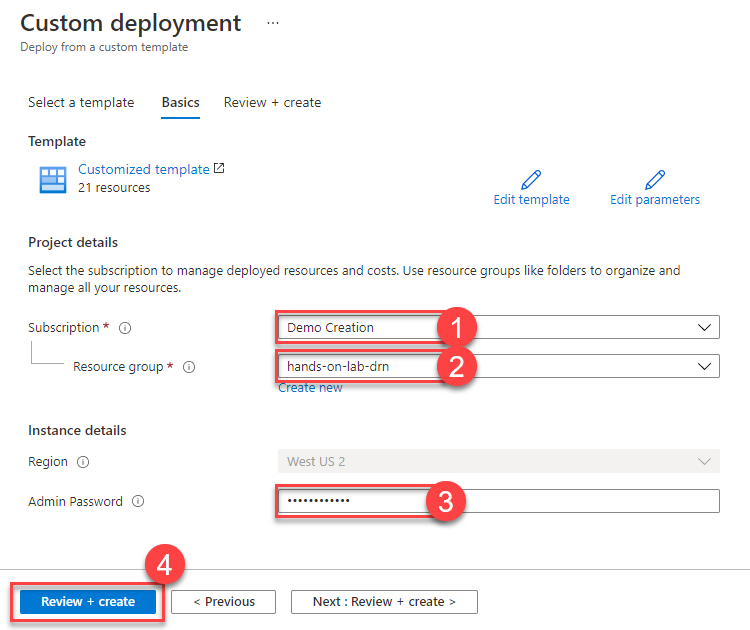 Custom deployment ...
Deploy from a custom template
Select a template Basics Review + create
Template
Customized template
21 resources
Edit template Edit parameters
Project details
Select the subscription to manage deployed resources and costs. Use resource groups like folders to organize and
manage all your resources.
Subscription * Demo Creation 1
Resource group * hands-on-lab-drn 2
Create new
Instance details
Region West US 2
Admin Password •••••••••••• 3
4
Review + create < Previous Next : Review + create >